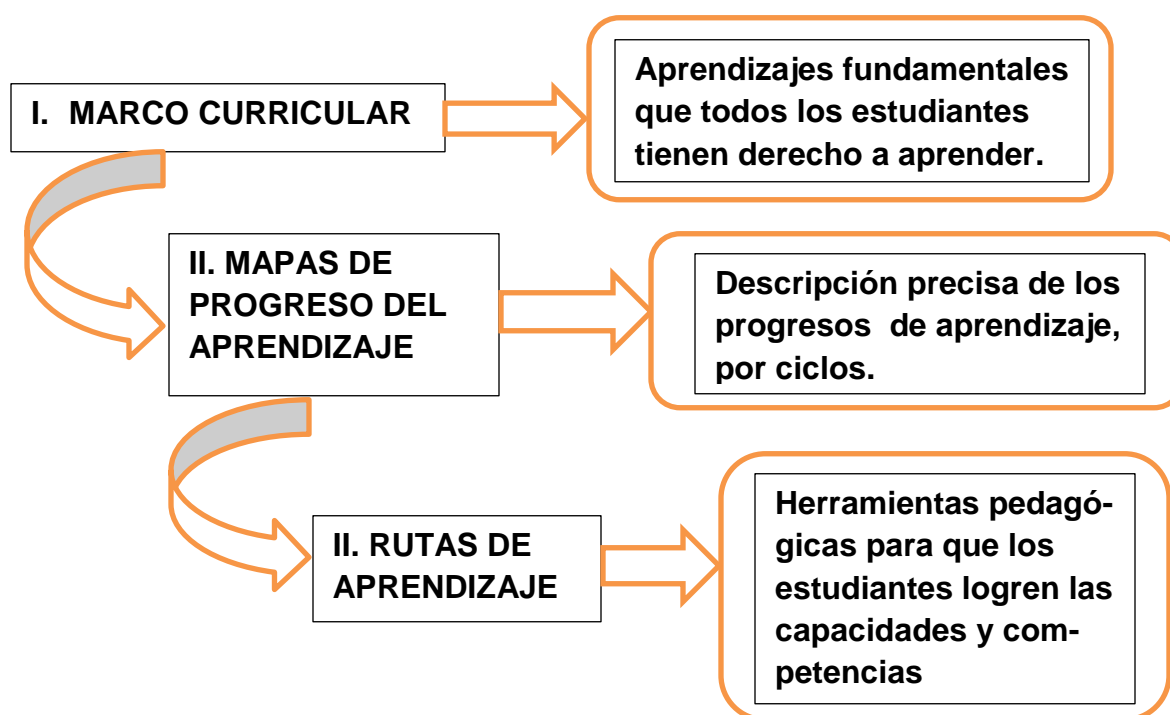 I. MARCO CURRICULAR
Aprendizajes fundamentales
que todos los estudiantes
tienen derecho a aprender.
II. MAPAS DE
PROGRESO DEL
APRENDIZAJE
Descripción precisa de los
progresos de aprendizaje,
por ciclos.
II. RUTAS DE
APRENDIZAJE
Herramientas pedagó-
gicas para que los
estudiantes logren las
capacidades y com-
petencias